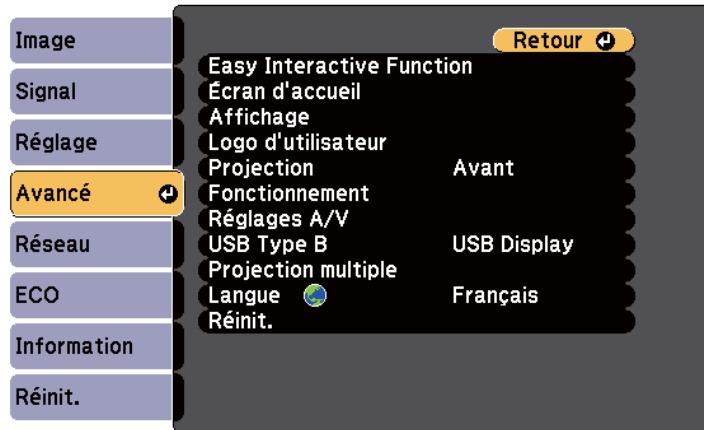 Image
Signal
Réglage
Avancé
Réseau
ECO
Information
Réinit.
Retour
Easy Interactive Function
Écran d'accueil
Affichage
Logo d'utilisateur
Projection Avant
Fonctionnement
Réglages A/V
USB Type B USB Display
Projection multiple
Langue Français
Réinit.